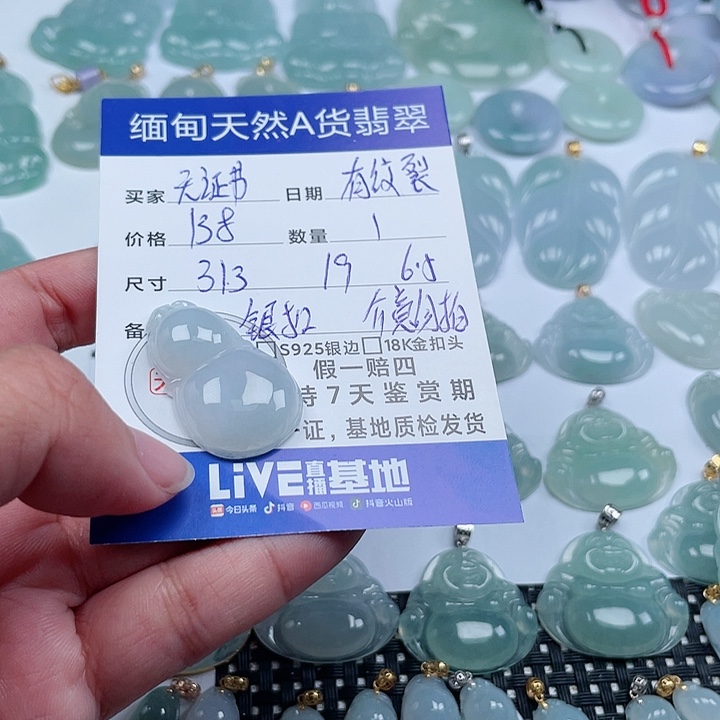 缅甸天然A货翡翠
买家 无证书 日期 有纹裂
价格 138 数量 1
尺寸 31.3 19 6.5
备 银扣 介意勿拍
S925银边 18K金扣头
假一赔四
持7天鉴赏期
证，基地质检发货
LiVE直播基地
头条 今日头条 抖音 西瓜视频 抖音火山版